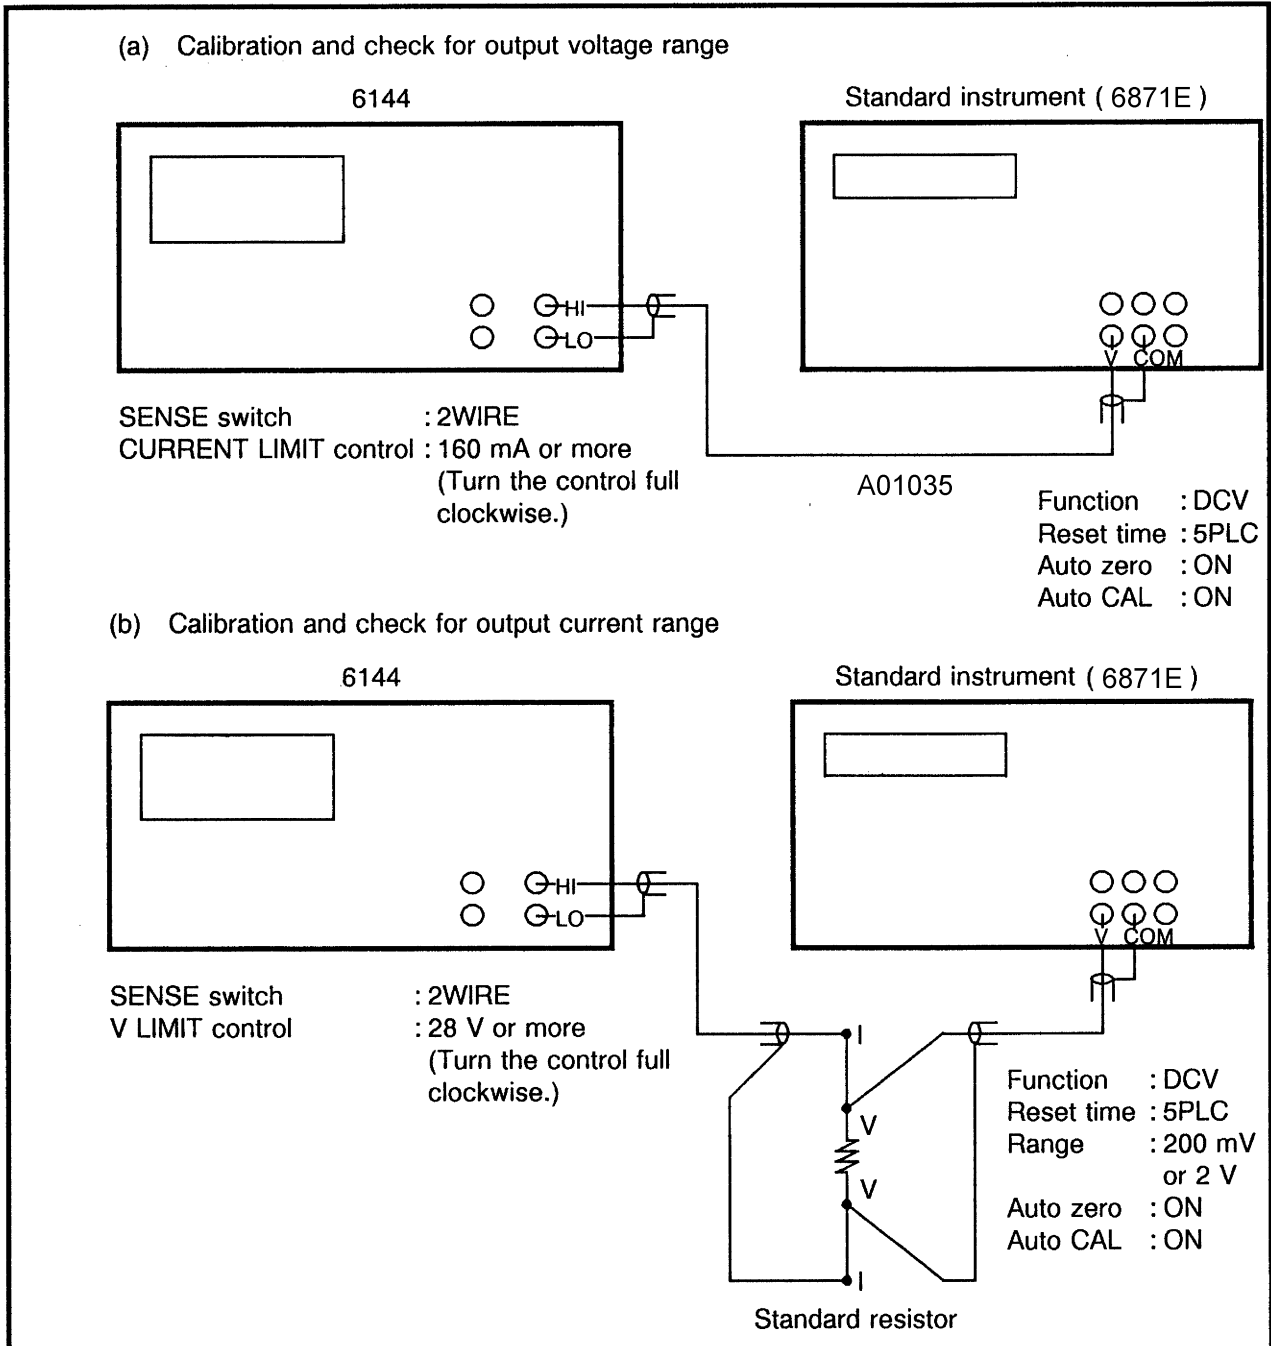 (a) Calibration and check for output voltage range
6144
Standard instrument ( 6871E )
HI
LO
V COM
SENSE switch : 2WIRE
CURRENT LIMIT control : 160 mA or more
(Turn the control full
clockwise.)
A01035
Function : DCV
Reset time : 5PLC
Auto zero : ON
Auto CAL : ON
(b) Calibration and check for output current range
6144
Standard instrument ( 6871E )
HI
LO
V COM
SENSE switch : 2WIRE
V LIMIT control : 28 V or more
(Turn the control full
clockwise.)
I
V
V
I
Standard resistor
Function : DCV
Reset time : 5PLC
Range : 200 mV
or 2 V
Auto zero : ON
Auto CAL : ON